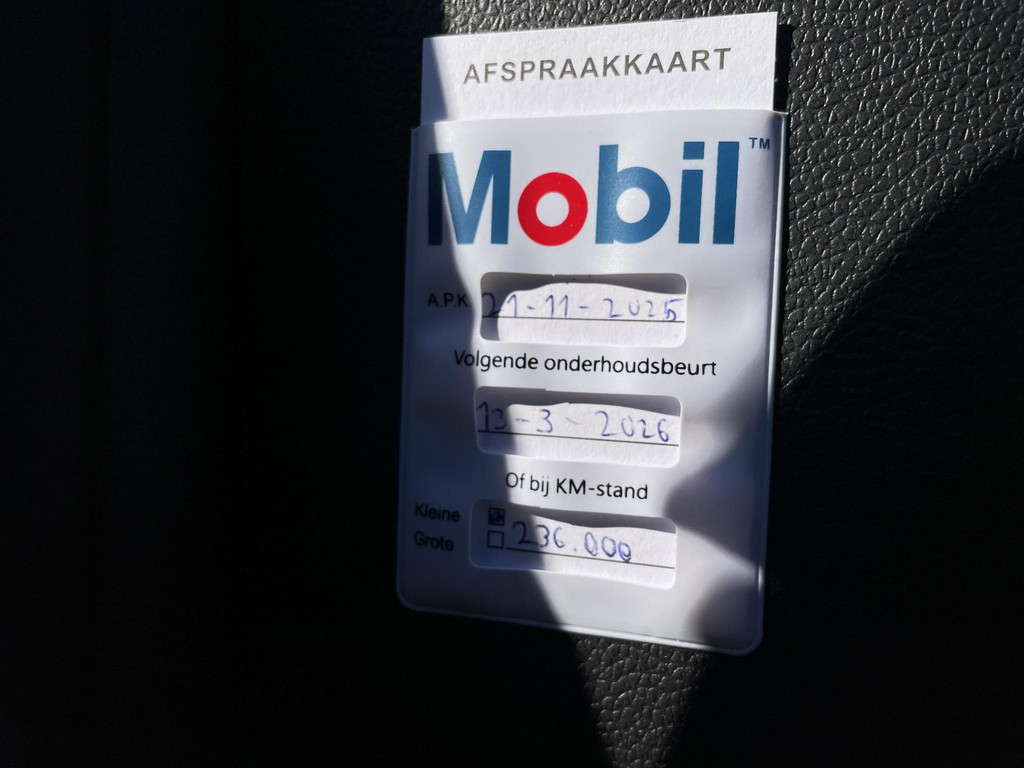 AFSPRAAKKAART
Mobil™
A.P.K. 21-11-2025
Volgende onderhoudsbeurt
13-3-2026
Of bij KM-stand
Kleine
Grote 236.000